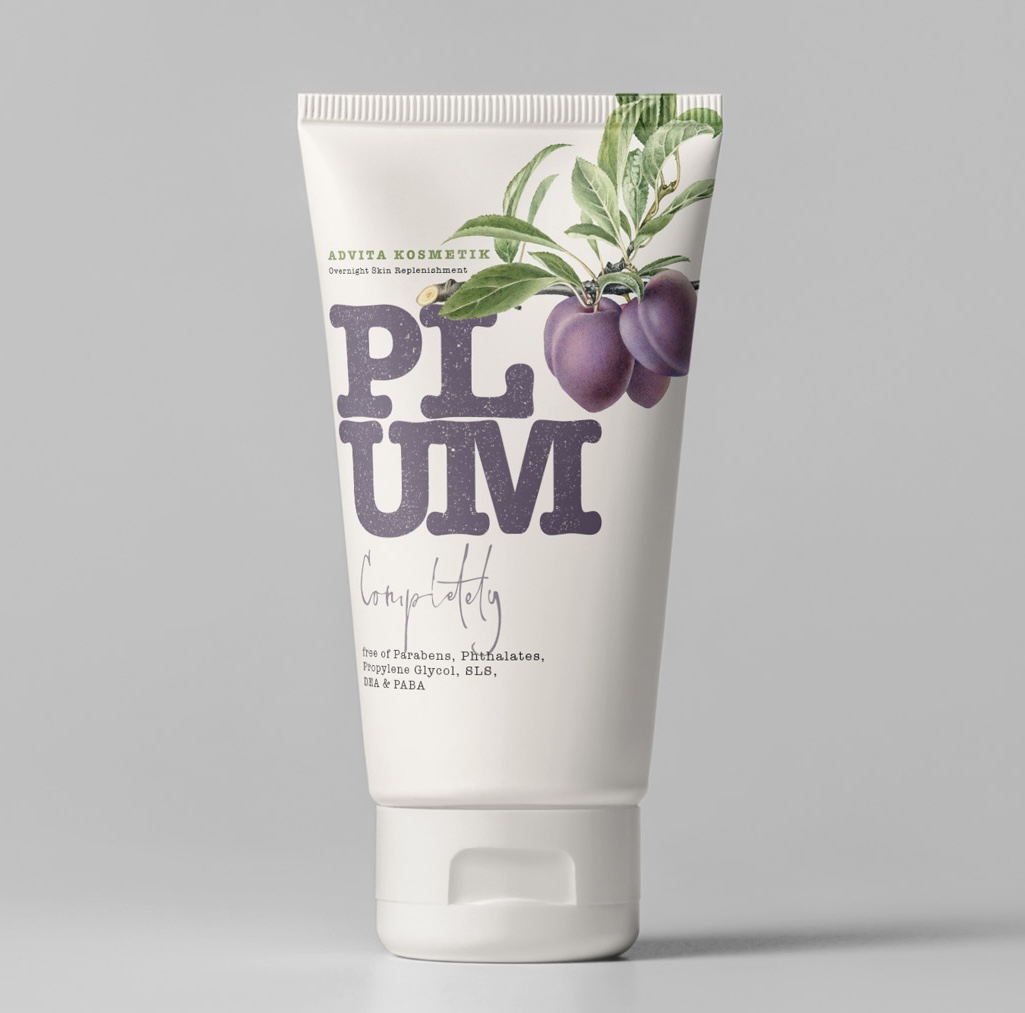 ADVITA KOSMETIK
Overnight Skin Replenishment
PL
UM
Completely
free of Parabens, Phthalates,
Propylene Glycol, SLS,
DEA & PABA